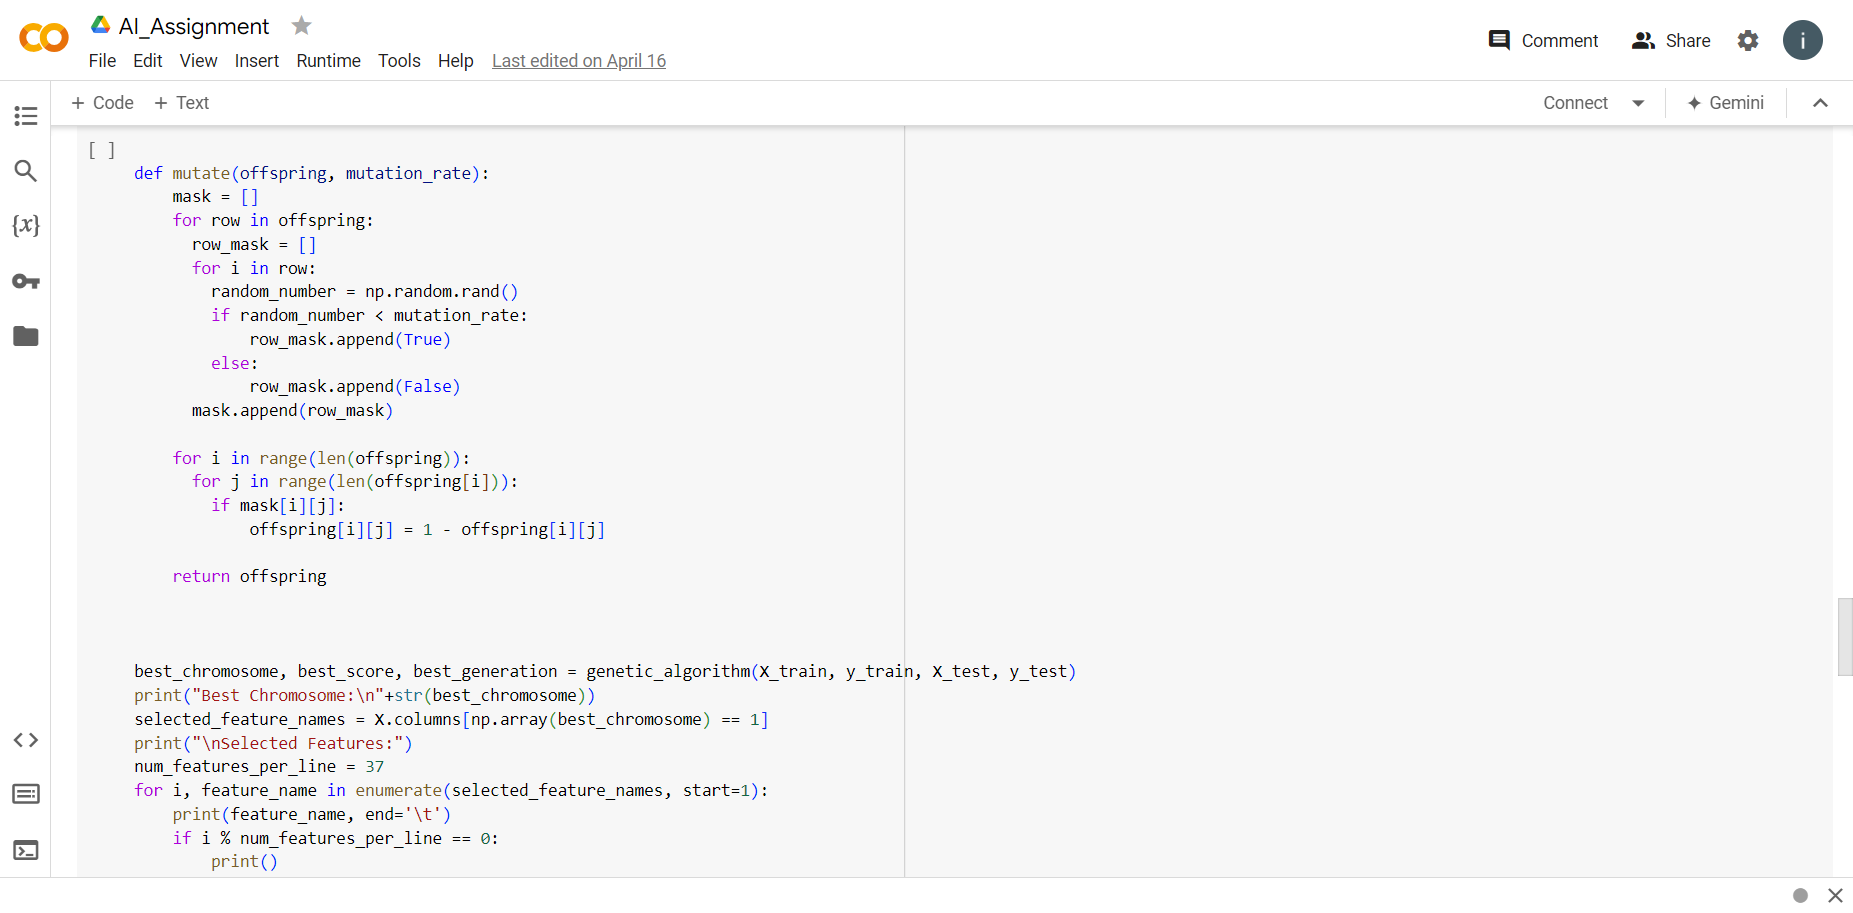 AI_Assignment
File Edit View Insert Runtime Tools Help Last edited on April 16
Comment Share i
+ Code + Text
Connect Gemini
[ ]
def mutate(offspring, mutation_rate):
    mask = []
    for row in offspring:
      row_mask = []
      for i in row:
        random_number = np.random.rand()
        if random_number < mutation_rate:
            row_mask.append(True)
        else:
            row_mask.append(False)
      mask.append(row_mask)
    for i in range(len(offspring)):
      for j in range(len(offspring[i])):
        if mask[i][j]:
            offspring[i][j] = 1 - offspring[i][j]
    return offspring
best_chromosome, best_score, best_generation = genetic_algorithm(X_train, y_train, X_test, y_test)
print("Best Chromosome:\n"+str(best_chromosome))
selected_feature_names = X.columns[np.array(best_chromosome) == 1]
print("\nSelected Features:")
num_features_per_line = 37
for i, feature_name in enumerate(selected_feature_names, start=1):
    print(feature_name, end='\t')
    if i % num_features_per_line == 0:
        print()